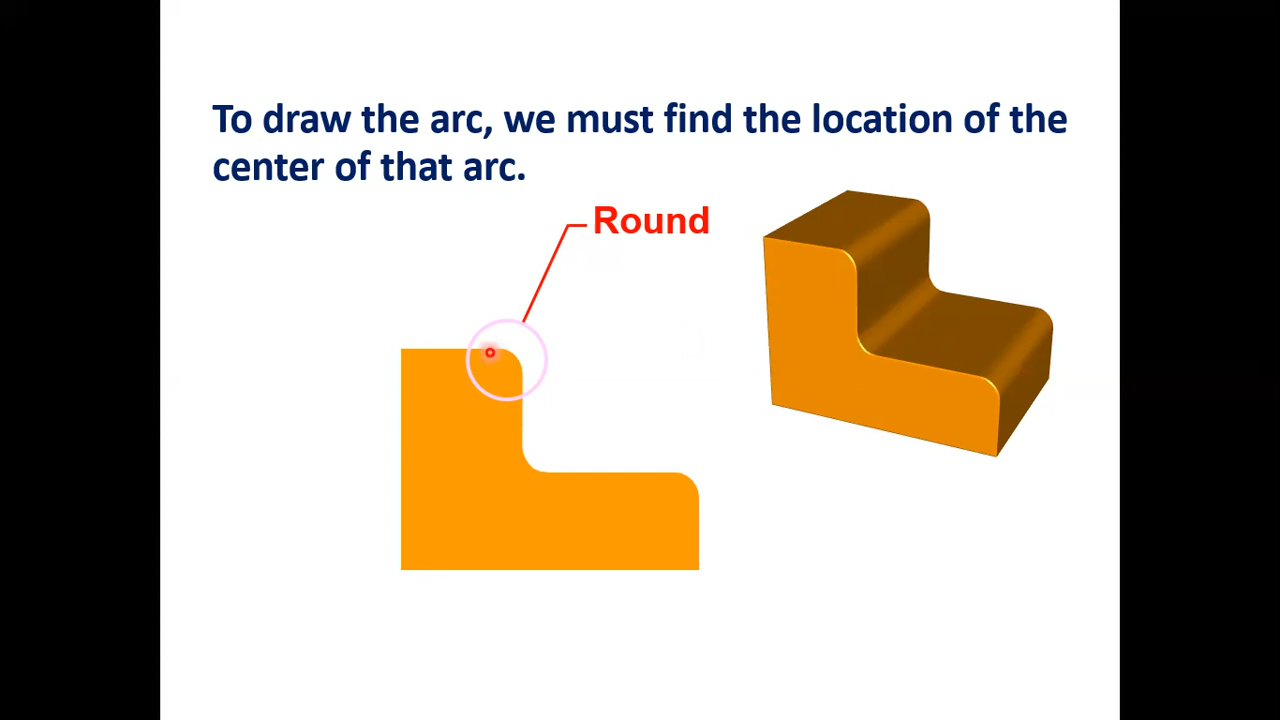 To draw the arc, we must find the location of the
center of that arc.
Round